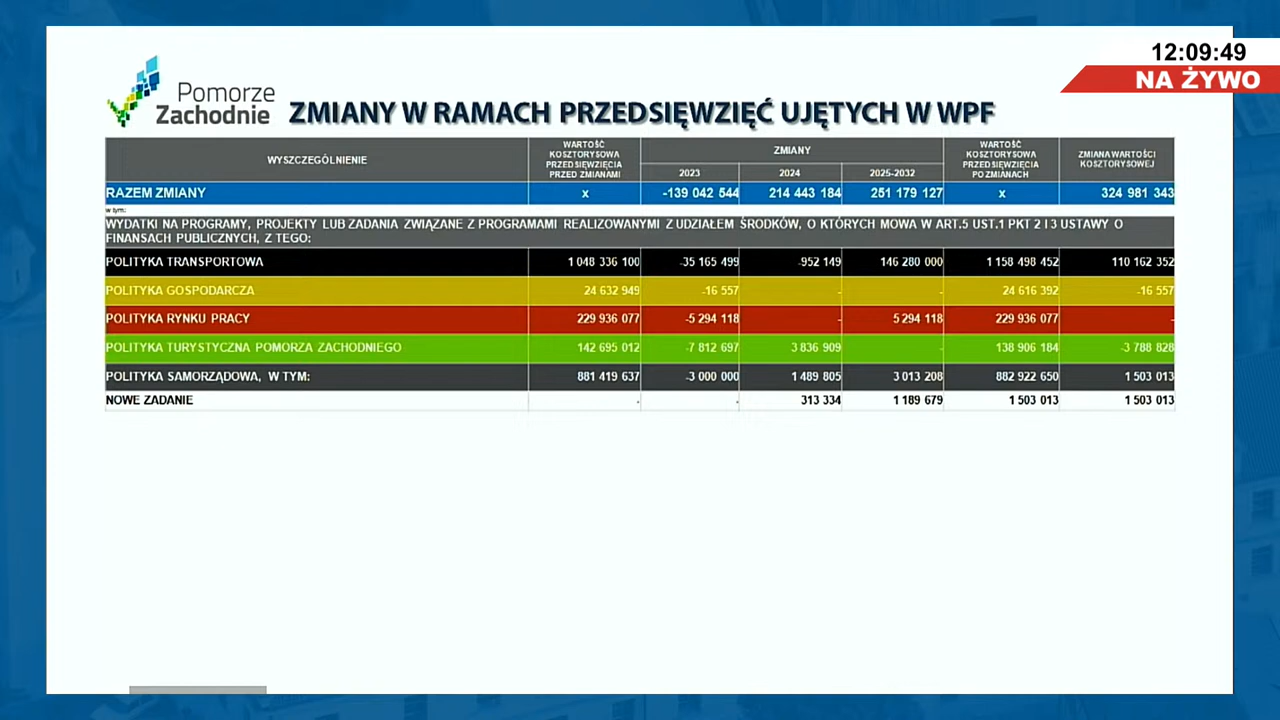 12:09:49
NA ŻYWO
Pomorze
Zachodnie
ZMIANY W RAMACH PRZEDSIĘWZIĘĆ UJĘTYCH W WPF
WYSZCZEGÓLNIENIE
WARTOŚĆ
KOSZTORYSOWA
PRZEDSIĘWZIĘCIA
PRZED ZMIANAMI
ZMIANY
2023 2024 2025-2032
WARTOŚĆ
KOSZTORYSOWA
PRZEDSIĘWZIĘCIA
PO ZMIANACH
ZMIANA WARTOŚCI
KOSZTORYSOWEJ
RAZEM ZMIANY x -139 042 544 214 443 184 251 179 127 x 324 981 343
w tym:
WYDATKI NA PROGRAMY, PROJEKTY LUB ZADANIA ZWIĄZANE Z PROGRAMAMI REALIZOWANYMI Z UDZIAŁEM ŚRODKÓW, O KTÓRYCH MOWA W ART.5 UST.1 PKT 2 I 3 USTAWY O
FINANSACH PUBLICZNYCH, Z TEGO:
POLITYKA TRANSPORTOWA 1 048 336 100 -35 165 499 -952 149 146 280 000 1 158 498 452 110 162 352
POLITYKA GOSPODARCZA 24 632 949 -16 557 - - 24 616 392 -16 557
POLITYKA RYNKU PRACY 229 936 077 -5 294 118 - 5 294 118 229 936 077 -
POLITYKA TURYSTYCZNA POMORZA ZACHODNIEGO 142 695 012 -7 812 697 3 836 909 - 138 906 184 -3 788 828
POLITYKA SAMORZĄDOWA, W TYM: 881 419 637 -3 000 000 1 489 805 3 013 208 882 922 650 1 503 013
NOWE ZADANIE - - 313 334 1 189 679 1 503 013 1 503 013